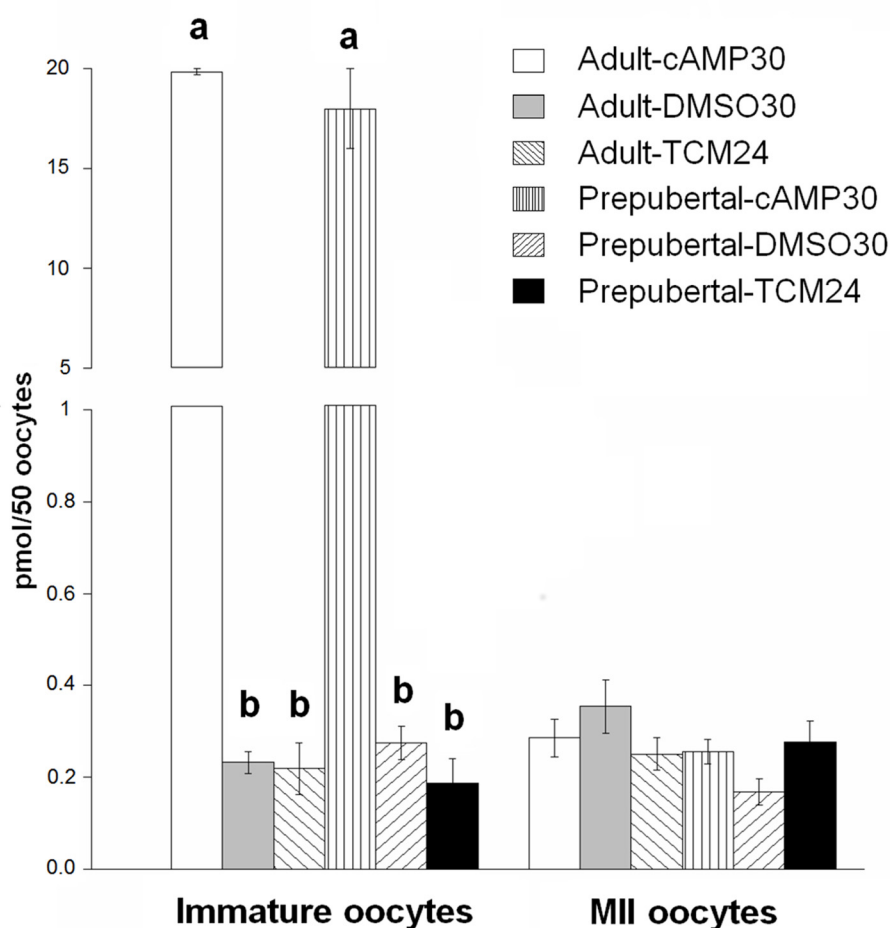 a
a
b
b
b
b
20
15
10
5
1
0.8
0.6
0.4
0.2
0.0
pmol/50 oocytes
Adult-cAMP30
Adult-DMSO30
Adult-TCM24
Prepubertal-cAMP30
Prepubertal-DMSO30
Prepubertal-TCM24
Immature oocytes
MII oocytes